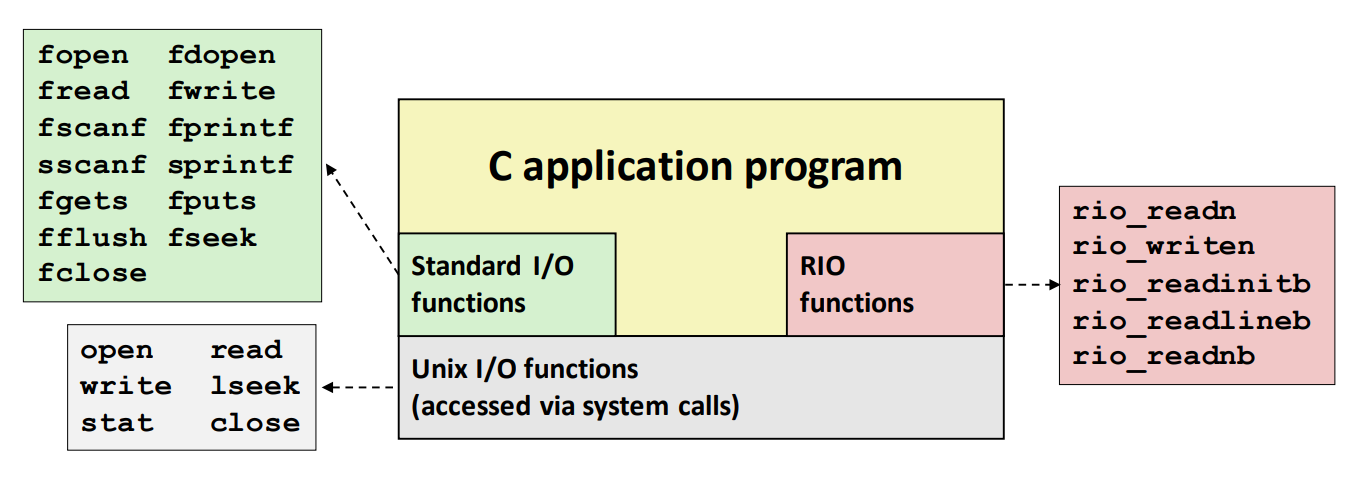 fopen fdopen
fread fwrite
fscanf fprintf
sscanf sprintf
fgets fputs
fflush fseek
fclose
C application program
Standard I/O
functions
RIO
functions
rio_readn
rio_writen
rio_readinitb
rio_readlineb
rio_readnb
open read
write lseek
stat close
Unix I/O functions
(accessed via system calls)